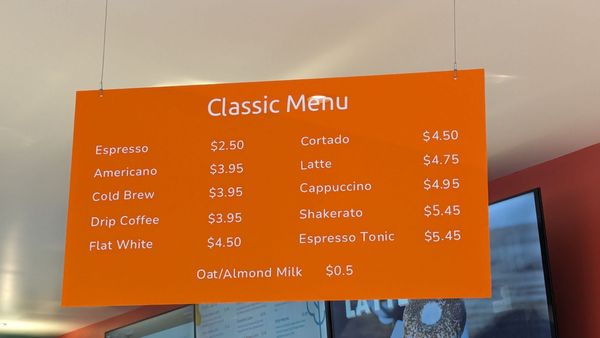 Classic Menu
Espresso $2.50
Americano $3.95
Cold Brew $3.95
Drip Coffee $3.95
Flat White $4.50
Cortado $4.50
Latte $4.75
Cappuccino $4.95
Shakerato $5.45
Espresso Tonic $5.45
Oat/Almond Milk $0.5